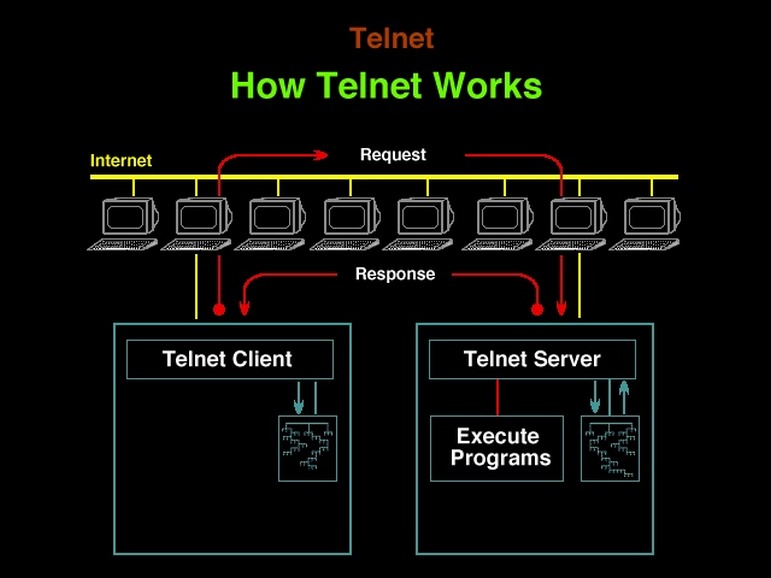 Telnet
How Telnet Works
Internet
Request
Response
Telnet Client
Telnet Server
Execute
Programs